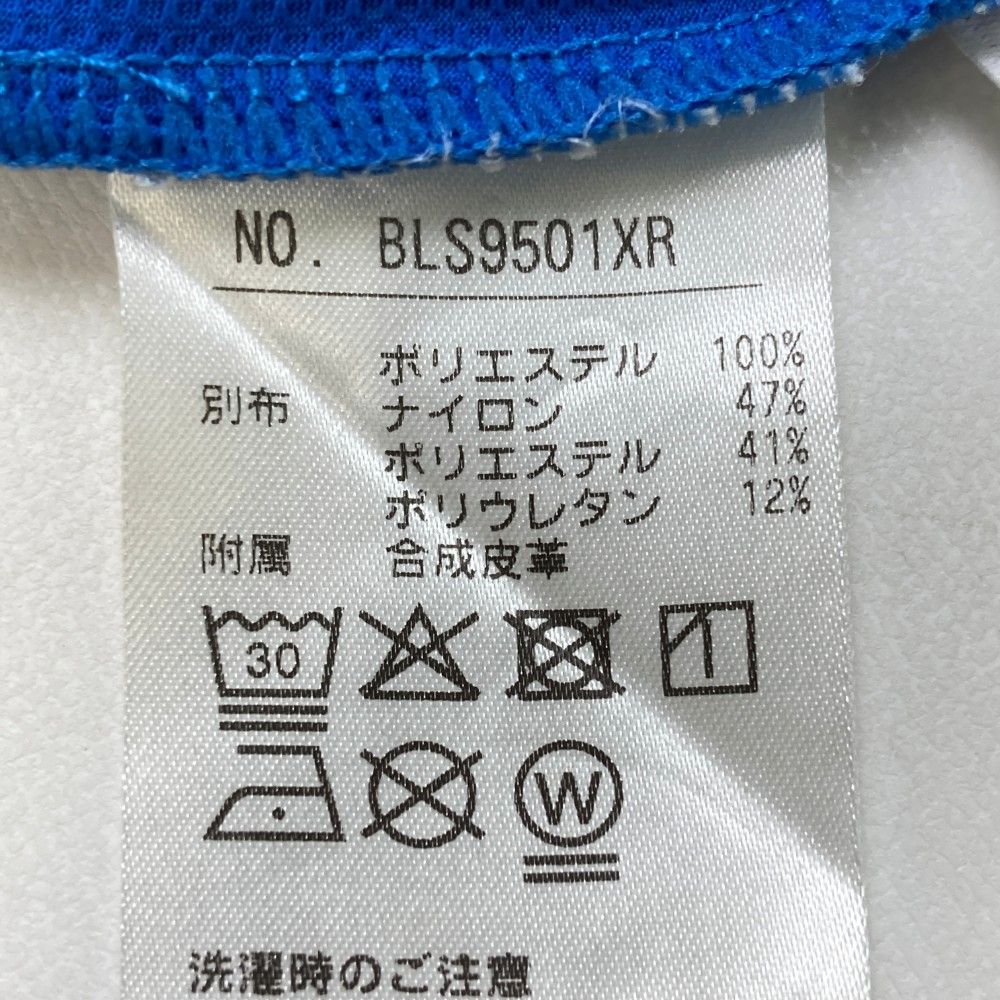 NO. BLS9501XR
ポリエステル 100%
別布 ナイロン 47%
ポリエステル 41%
ポリウレタン 12%
附属 合成皮革
30
W
洗濯時のご注意